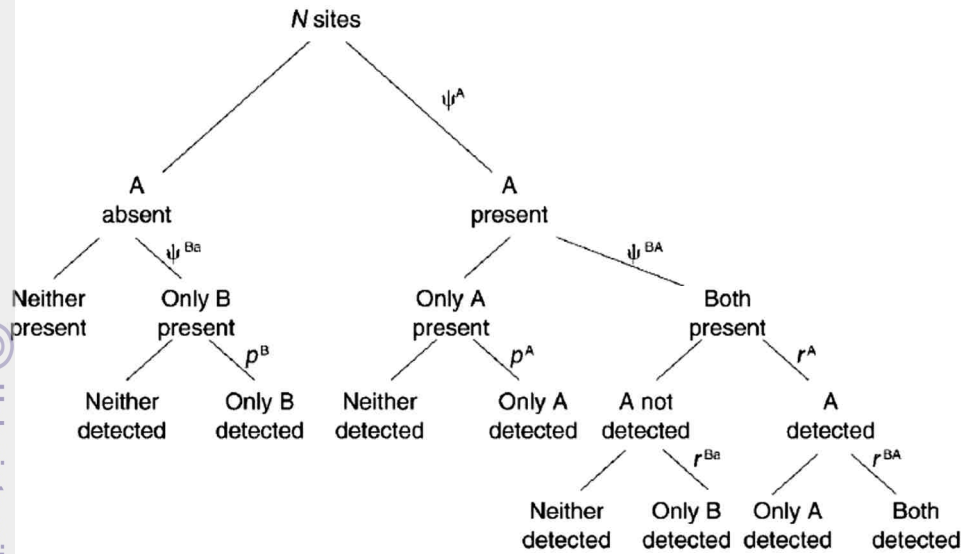 N sites
ψA
A
absent
A
present
ψBa
ψBA
Neither
present
Only B
present
Only A
present
Both
present
pB
pA
rA
Neither
detected
Only B
detected
Neither
detected
Only A
detected
A not
detected
A
detected
rBa
rBA
Neither
detected
Only B
detected
Only A
detected
Both
detected